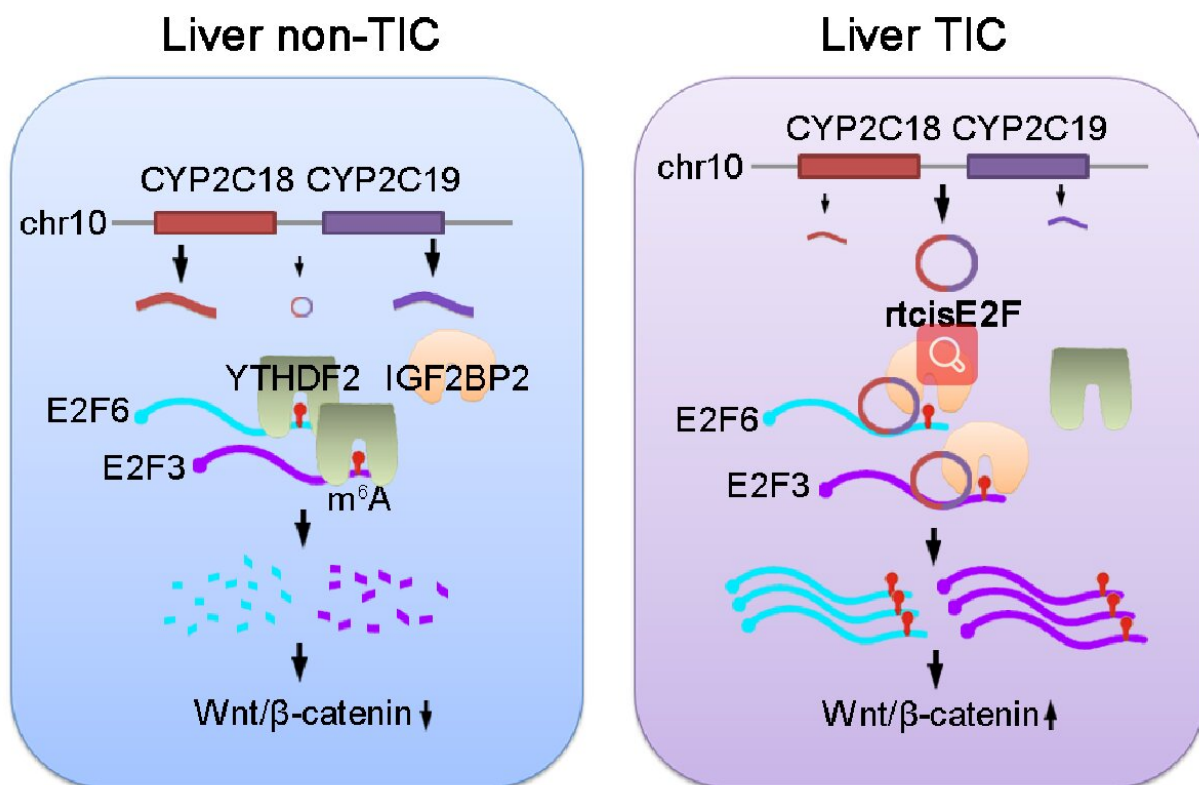 Liver non-TIC
CYP2C18 CYP2C19
chr10
YTHDF2 IGF2BP2
E2F6
E2F3
m⁶A
Wnt/β-catenin
Liver TIC
CYP2C18 CYP2C19
chr10
rtcisE2F
E2F6
E2F3
Wnt/β-catenin